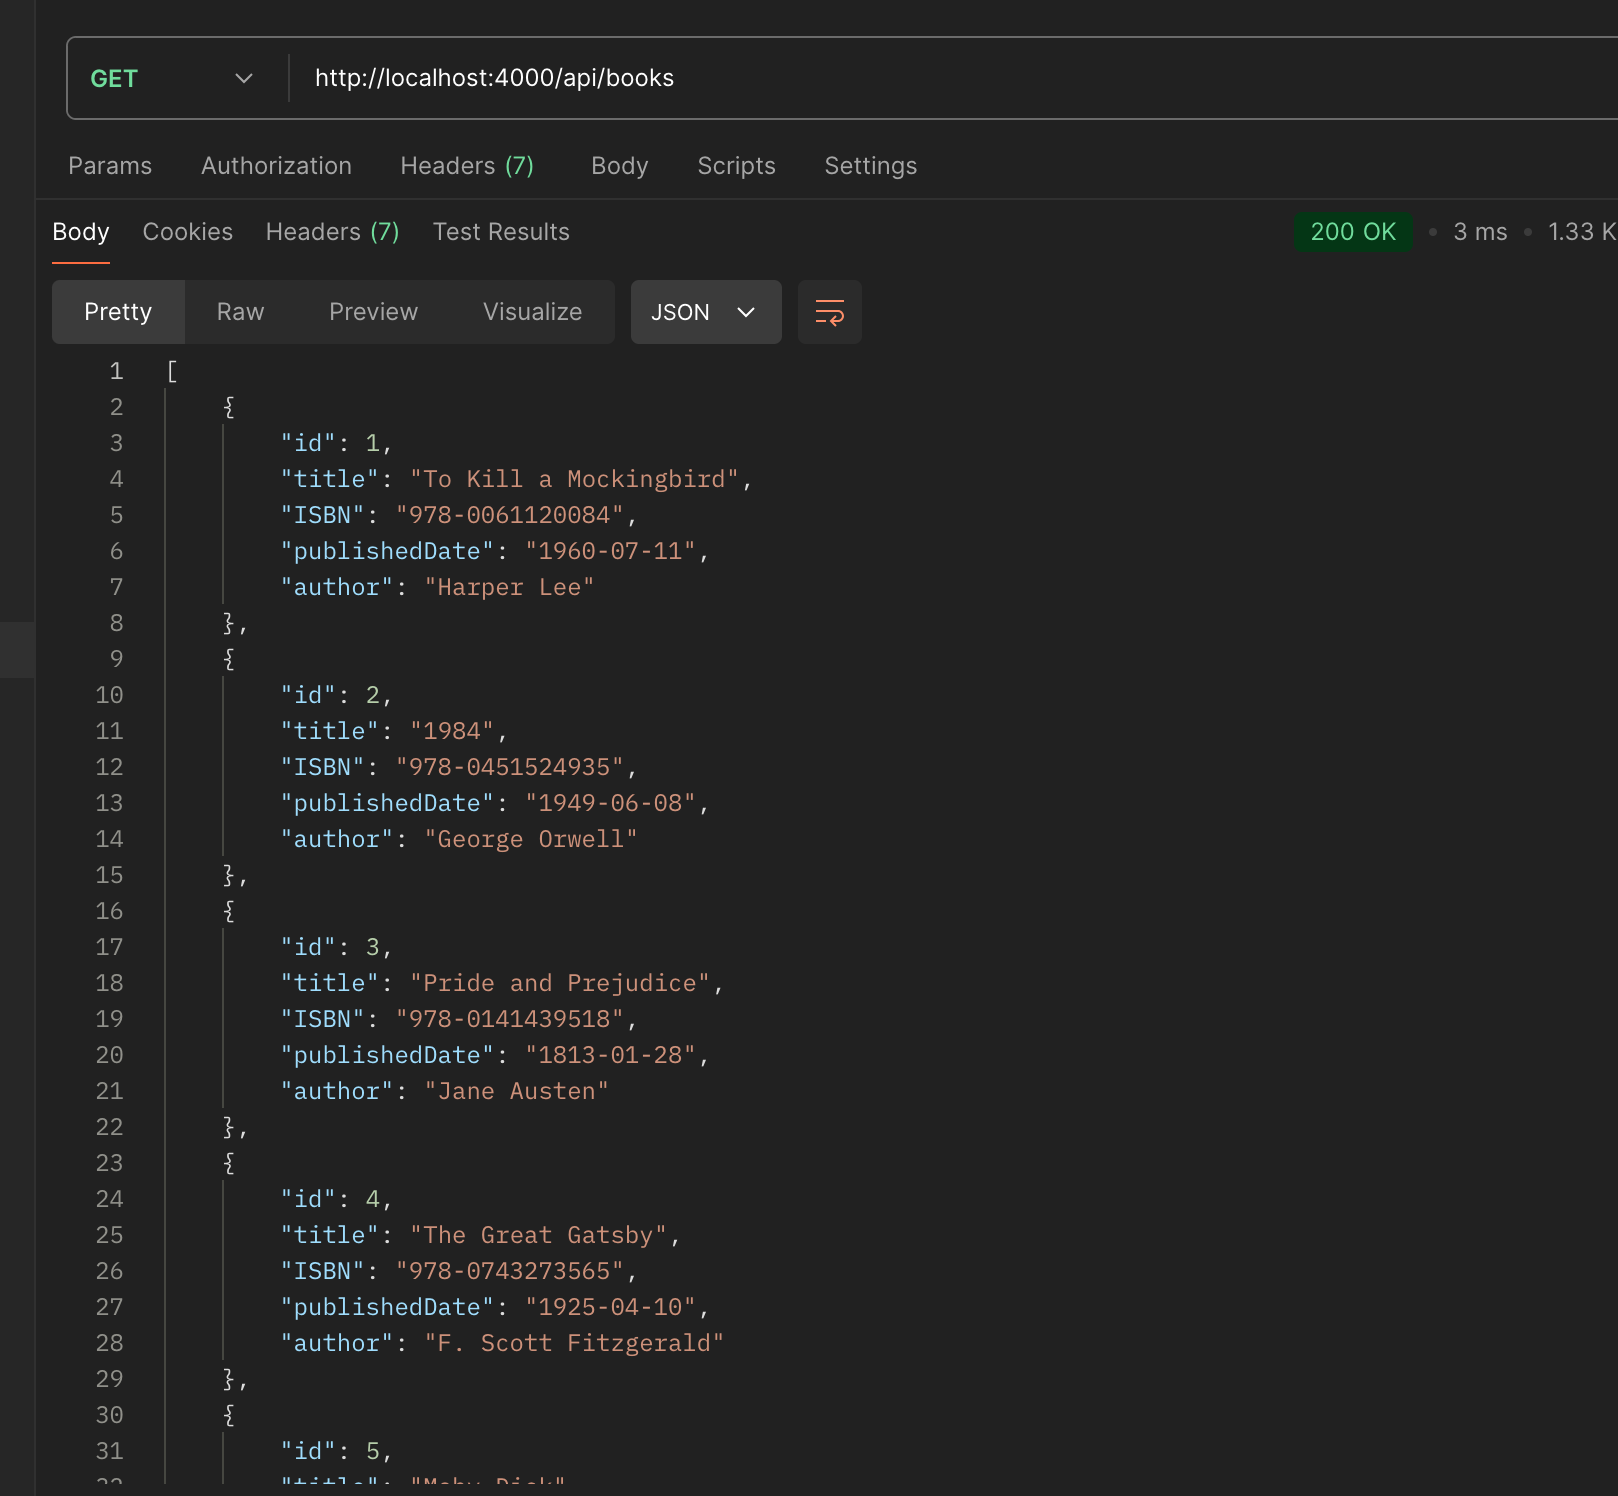 GET http://localhost:4000/api/books
Params Authorization Headers (7) Body Scripts Settings
Body Cookies Headers (7) Test Results 200 OK • 3 ms • 1.33 K
Pretty Raw Preview Visualize JSON
1 [
2 {
3 "id": 1,
4 "title": "To Kill a Mockingbird",
5 "ISBN": "978-0061120084",
6 "publishedDate": "1960-07-11",
7 "author": "Harper Lee"
8 },
9 {
10 "id": 2,
11 "title": "1984",
12 "ISBN": "978-0451524935",
13 "publishedDate": "1949-06-08",
14 "author": "George Orwell"
15 },
16 {
17 "id": 3,
18 "title": "Pride and Prejudice",
19 "ISBN": "978-0141439518",
20 "publishedDate": "1813-01-28",
21 "author": "Jane Austen"
22 },
23 {
24 "id": 4,
25 "title": "The Great Gatsby",
26 "ISBN": "978-0743273565",
27 "publishedDate": "1925-04-10",
28 "author": "F. Scott Fitzgerald"
29 },
30 {
31 "id": 5,
32 "title": "Moby Dick"